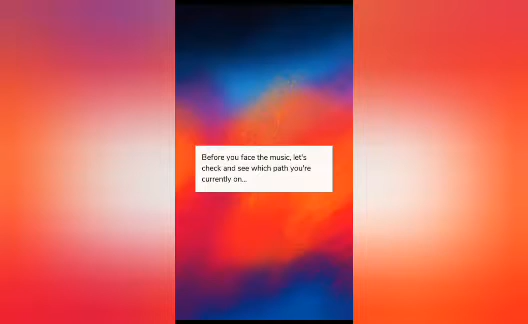 Before you face the music, let's
check and see which path you're
currently on...